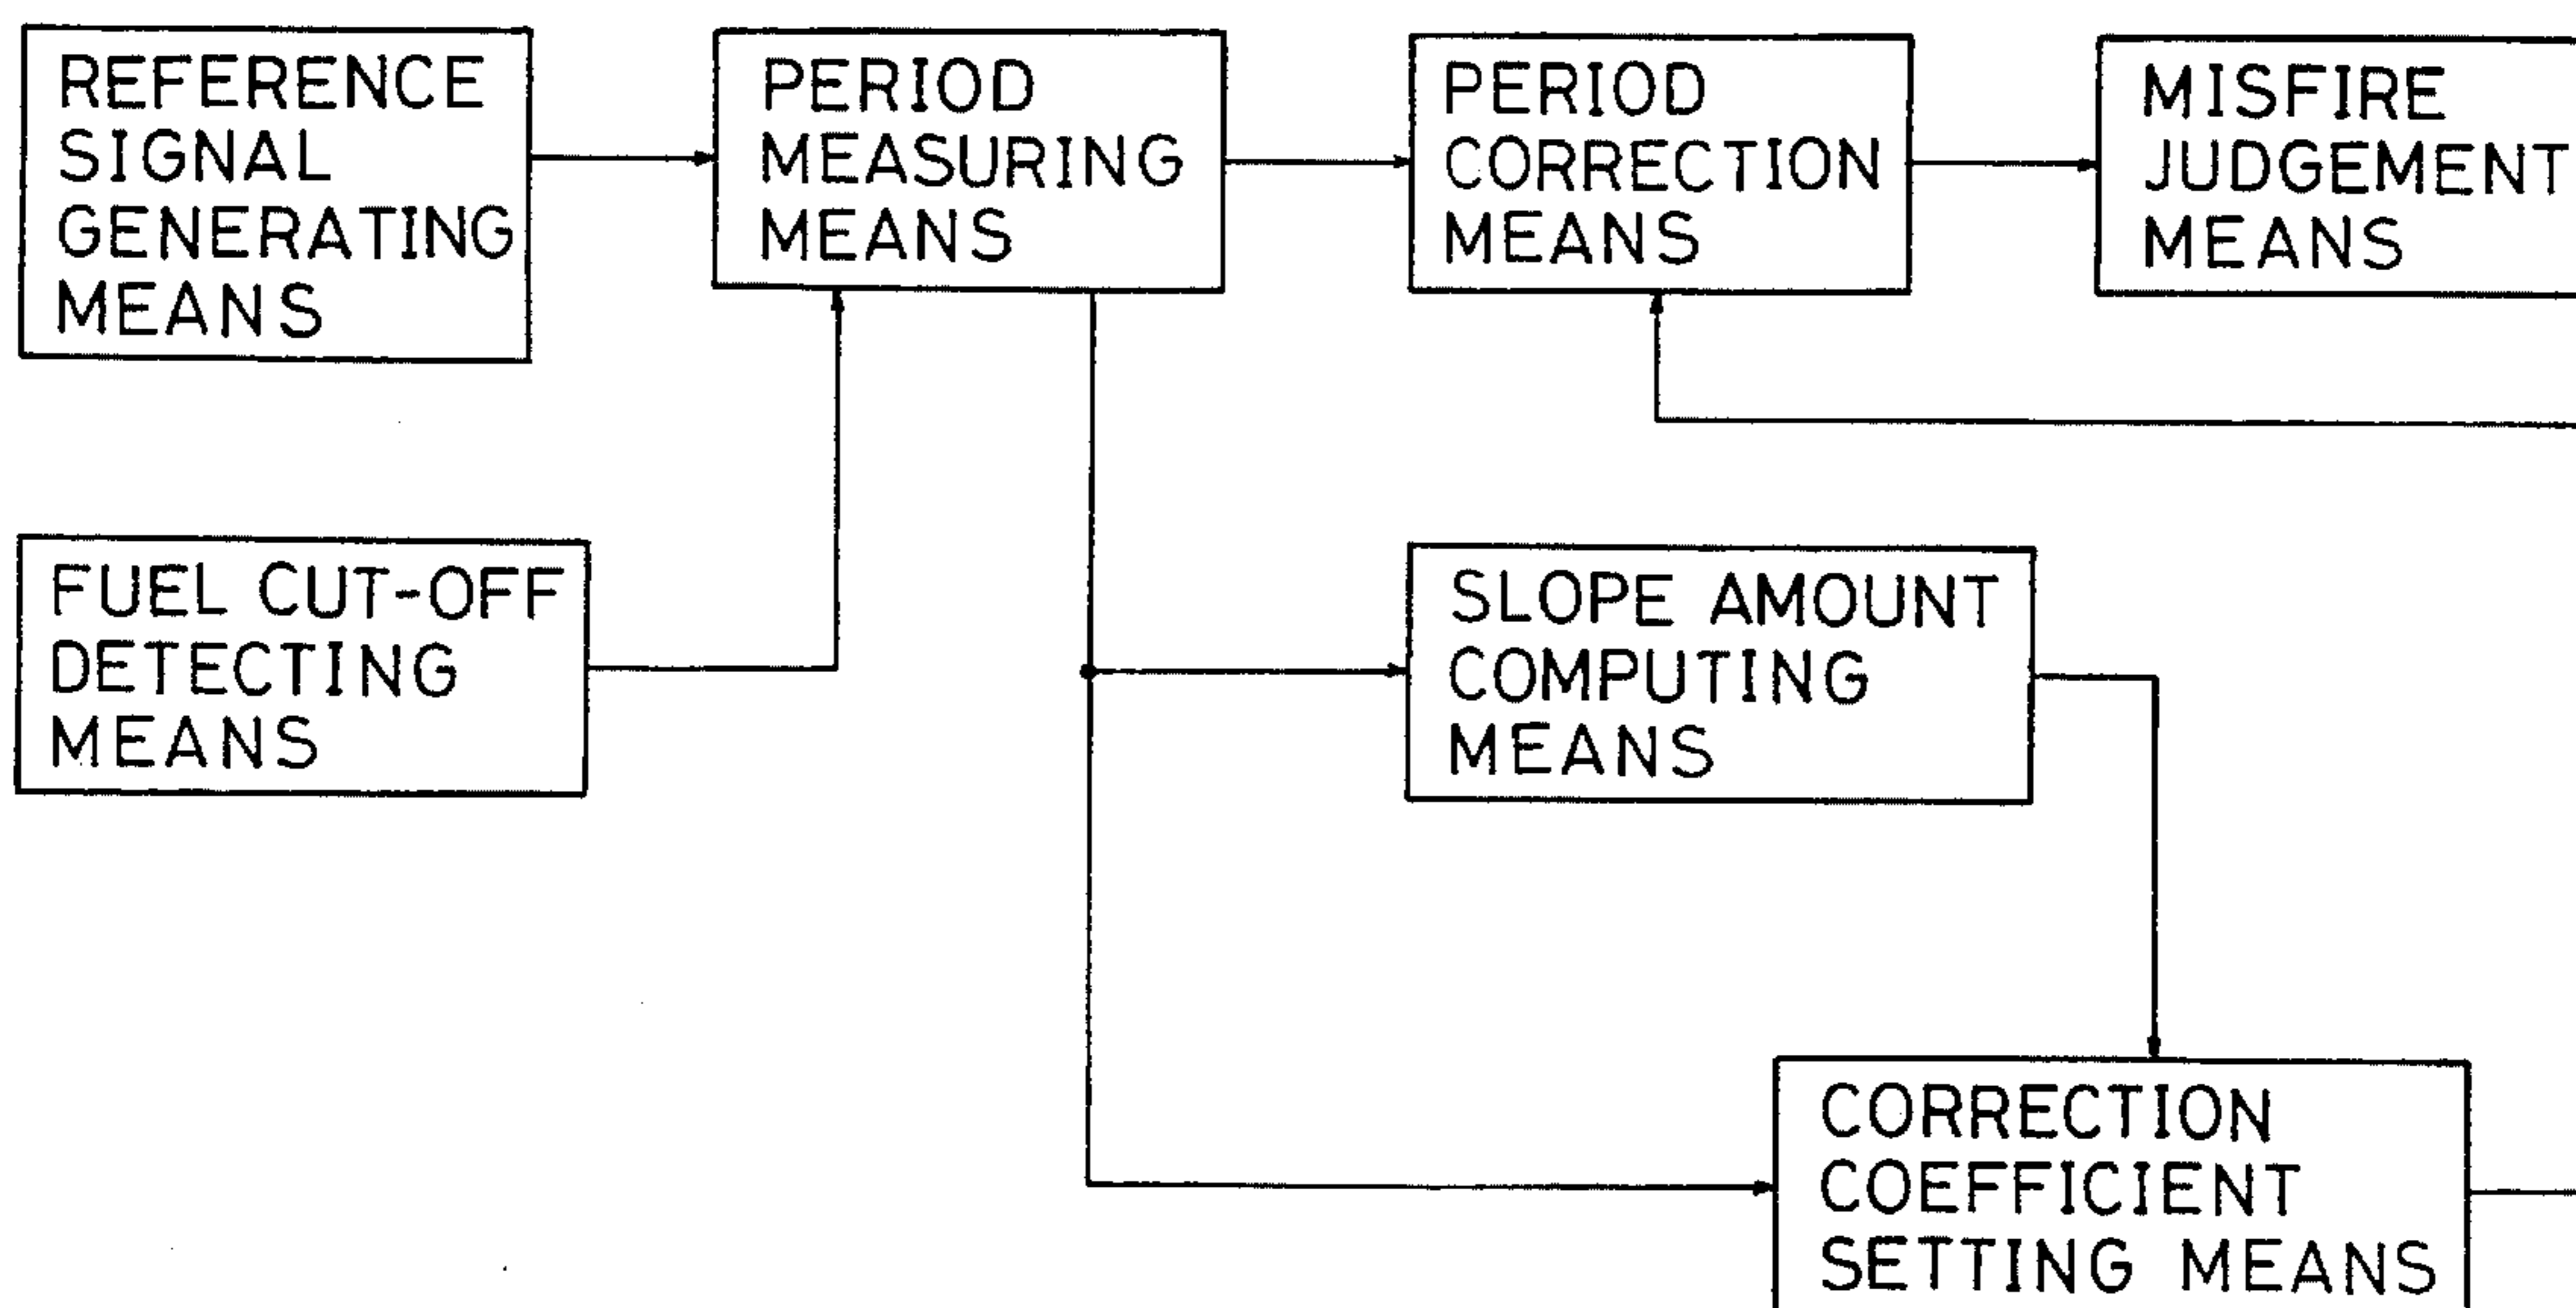 REFERENCE
SIGNAL
GENERATING
MEANS
PERIOD
MEASURING
MEANS
PERIOD
CORRECTION
MEANS
MISFIRE
JUDGEMENT
MEANS
FUEL CUT-OFF
DETECTING
MEANS
SLOPE AMOUNT
COMPUTING
MEANS
CORRECTION
COEFFICIENT
SETTING MEANS